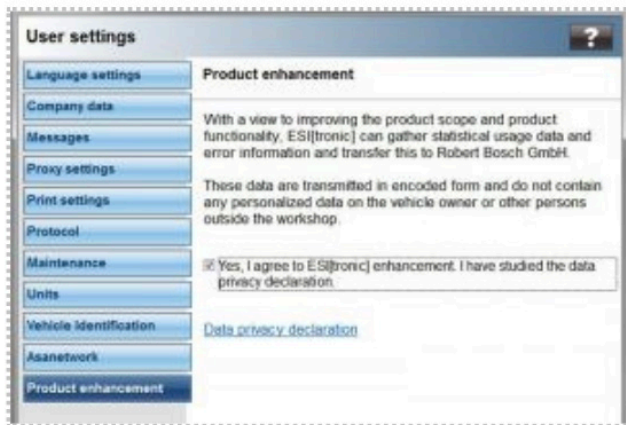 User settings
?
Language settings
Company data
Messages
Proxy settings
Print settings
Protocol
Maintenance
Units
Vehicle Identification
Asanetwork
Product enhancement
Product enhancement
With a view to improving the product scope and product
functionality, ESI[tronic] can gather statistical usage data and
error information and transfer this to Robert Bosch GmbH.
These data are transmitted in encoded form and do not contain
any personalized data on the vehicle owner or other persons
outside the workshop.
Yes, I agree to ESI[tronic] enhancement. I have studied the data
privacy declaration.
Data privacy declaration